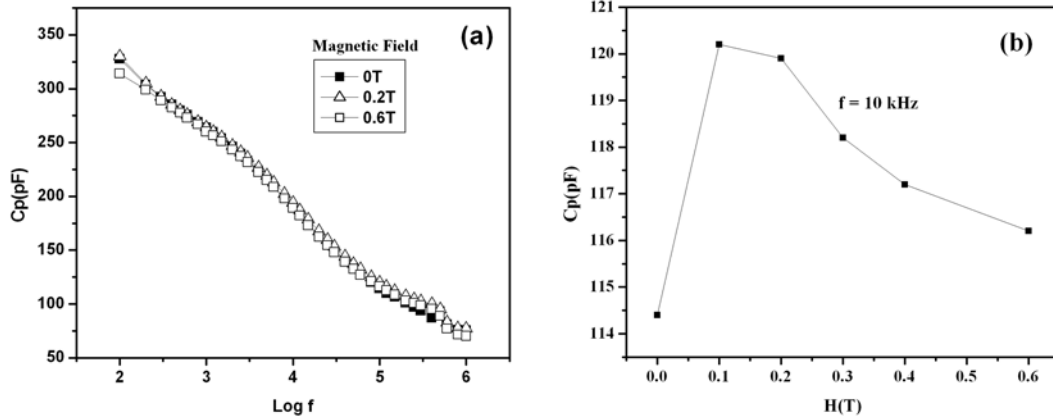 (a)
Magnetic Field
0T
0.2T
0.6T
350
300
250
200
150
100
50
Cp(pF)
2 3 4 5 6
Log f
(b)
f = 10 kHz
121
120
119
118
117
116
115
114
Cp(pF)
0.0 0.1 0.2 0.3 0.4 0.5 0.6
H(T)